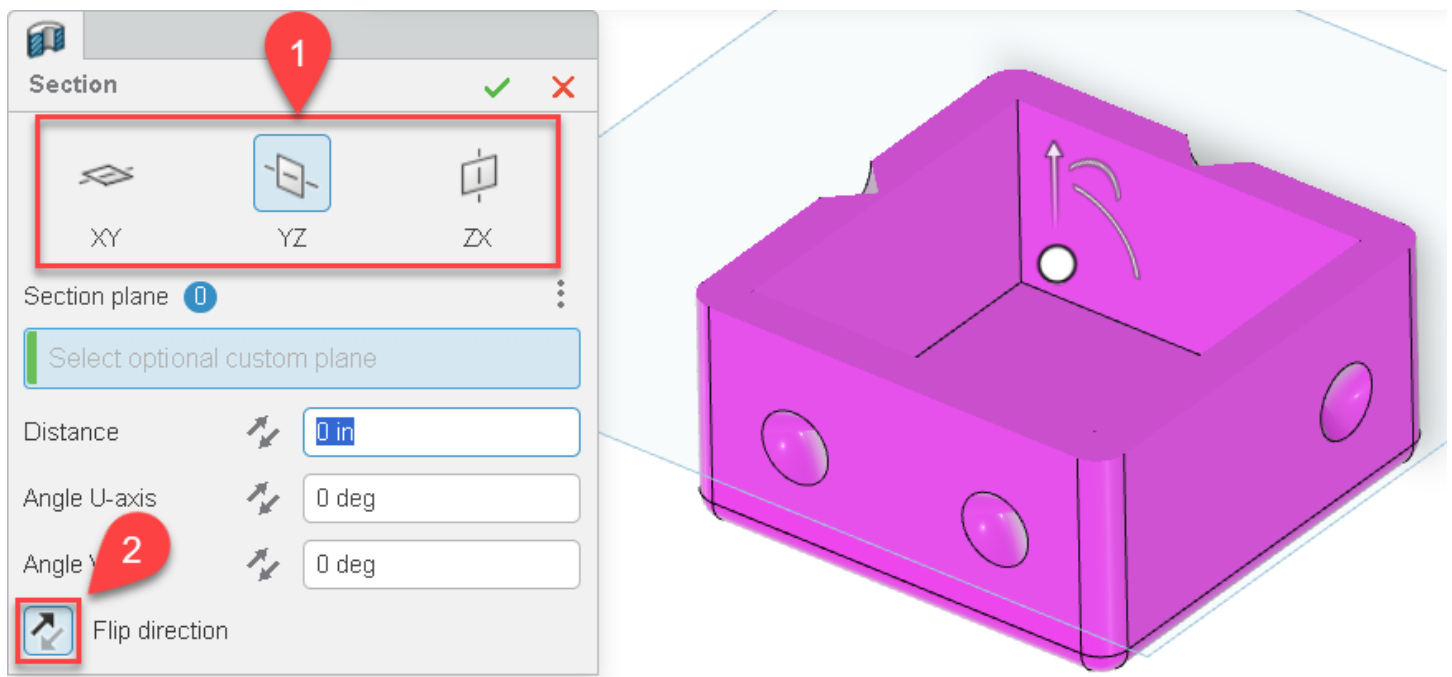 1
Section
XY YZ ZX
Section plane 0
Select optional custom plane
Distance 0 in
Angle U-axis 0 deg
2
Angle 0 deg
Flip direction